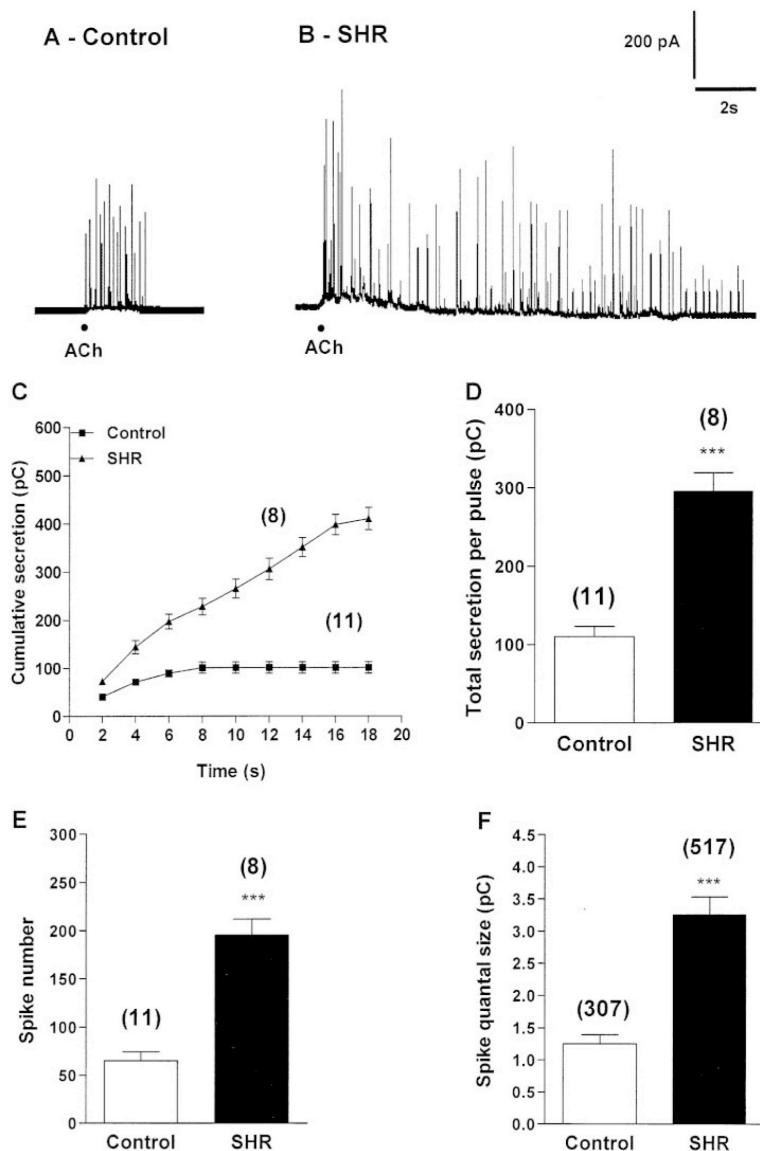 A - Control
B - SHR
200 pA
2s
ACh
ACh
C
Control
SHR
Cumulative secretion (pC)
600
500
400
300
200
100
0
(8)
(11)
0 2 4 6 8 10 12 14 16 18 20
Time (s)
D
Total secretion per pulse (pC)
400
300
200
100
0
(11)
(8)
***
Control SHR
E
Spike number
300
250
200
150
100
50
0
(11)
(8)
***
Control SHR
F
Spike quantal size (pC)
4.5
4.0
3.5
3.0
2.5
2.0
1.5
1.0
0.5
0.0
(307)
(517)
***
Control SHR